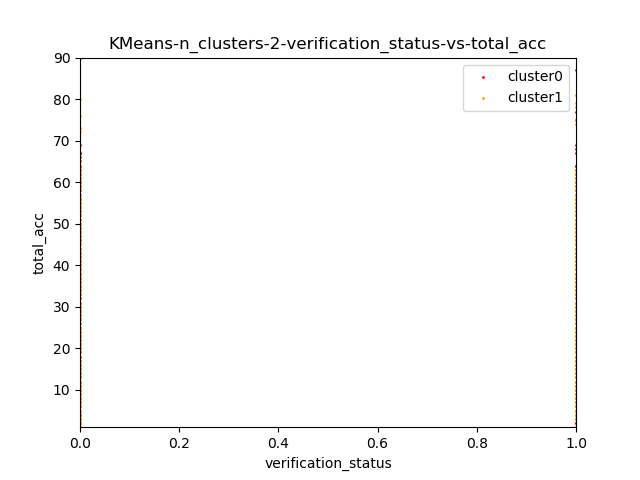 KMeans-n_clusters-2-verification_status-vs-total_acc
cluster0
cluster1
90
80
70
60
50
40
30
20
10
total_acc
0.0 0.2 0.4 0.6 0.8 1.0
verification_status